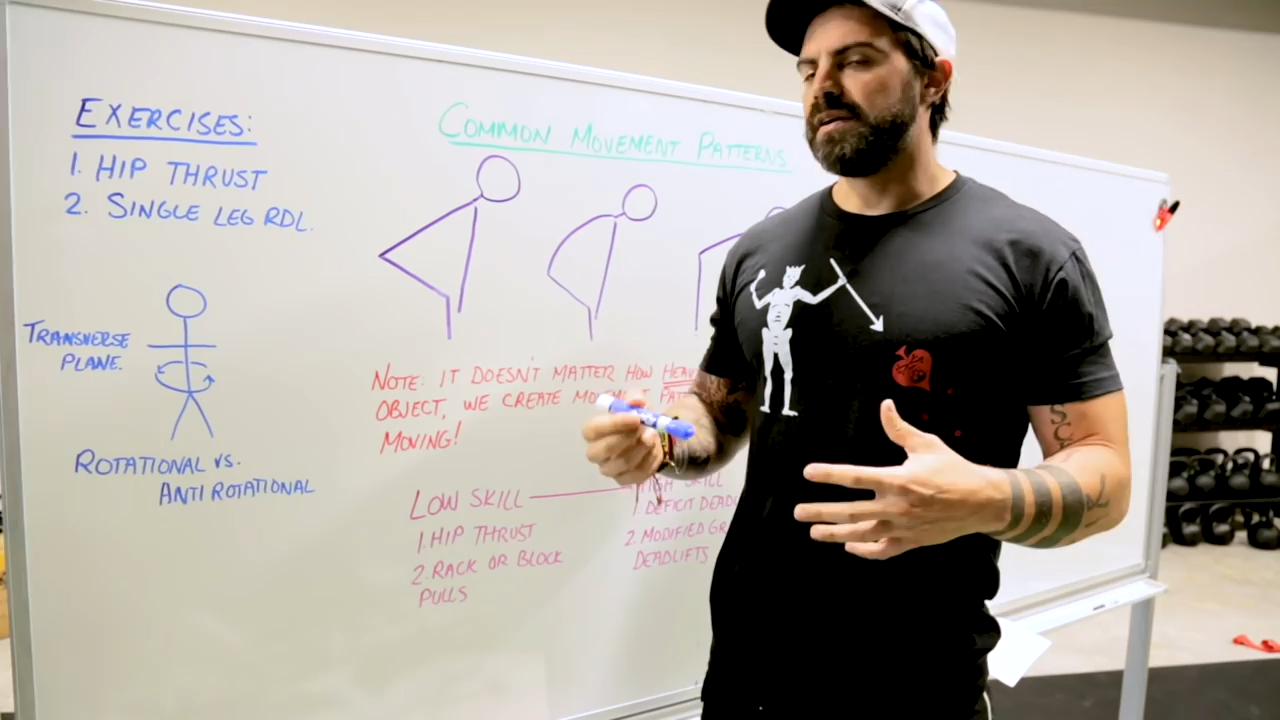 EXERCISES:
1. HIP THRUST
2. SINGLE LEG RDL.
TRANSVERSE
PLANE.
ROTATIONAL VS.
ANTI ROTATIONAL
COMMON MOVEMENT PATTERNS
NOTE: IT DOESN'T MATTER HOW
OBJECT, WE CREATE
MOVING!
LOW SKILL
1. HIP THRUST
2. RACK OR BLOCK
PULLS
SKILL
DEFICIT
2. MODIFIED
DEADLIFTS